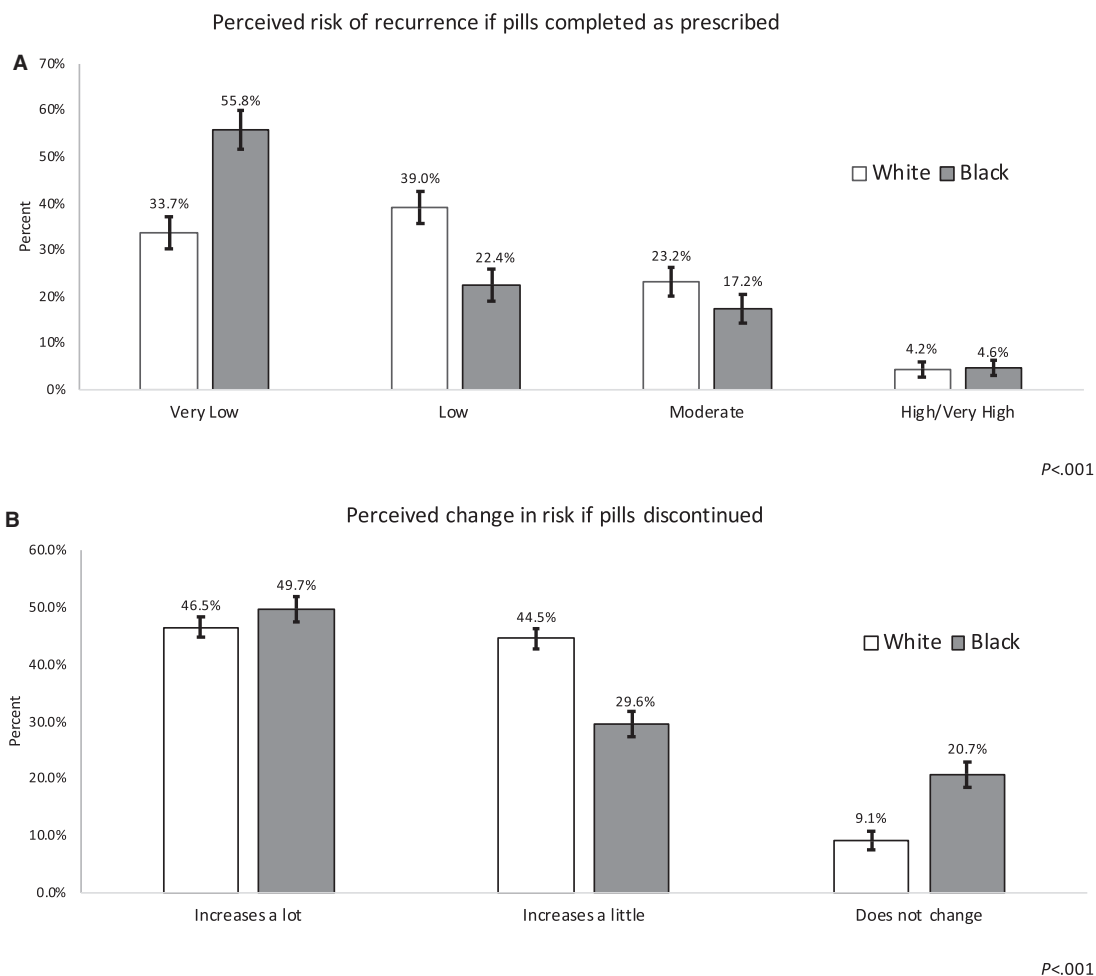 Perceived risk of recurrence if pills completed as prescribed
A
70%
60%
50%
40%
30%
20%
10%
0%
Percent
33.7%
55.8%
39.0%
22.4%
23.2%
17.2%
4.2%
4.6%
White Black
Very Low
Low
Moderate
High/Very High
P<.001
B
Perceived change in risk if pills discontinued
60.0%
50.0%
40.0%
30.0%
20.0%
10.0%
0.0%
Percent
46.5%
49.7%
44.5%
29.6%
9.1%
20.7%
White Black
Increases a lot
Increases a little
Does not change
P<.001